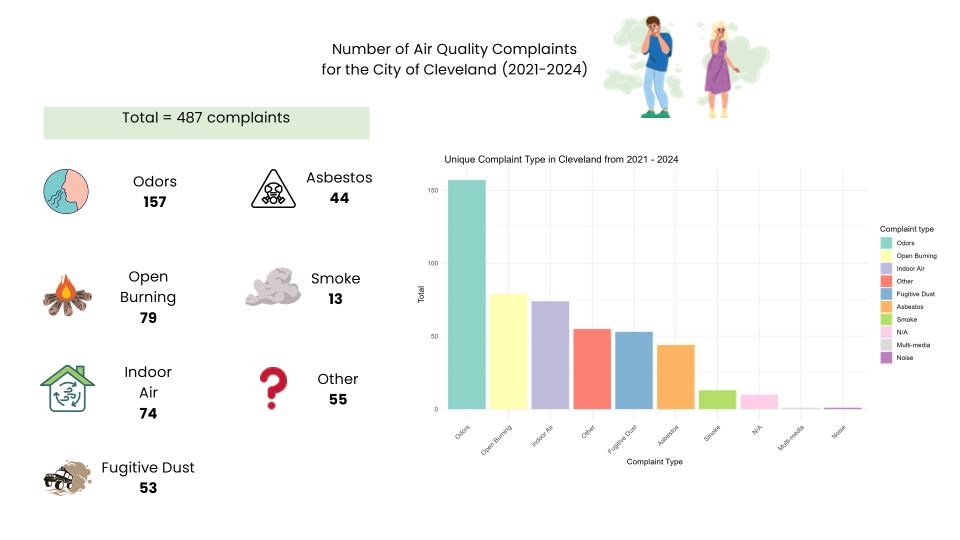 Number of Air Quality Complaints
for the City of Cleveland (2021-2024)
Total = 487 complaints
Odors
157
Asbestos
44
Open
Burning
79
Smoke
13
Indoor
Air
74
Other
55
Fugitive Dust
53
Unique Complaint Type in Cleveland from 2021 - 2024
Total
150
100
50
0
Odors
Open Burning
Indoor Air
Other
Fugitive Dust
Asbestos
Smoke
N/A
Multi-media
Noise
Complaint Type
Complaint type
Odors
Open Burning
Indoor Air
Other
Fugitive Dust
Asbestos
Smoke
N/A
Multi-media
Noise